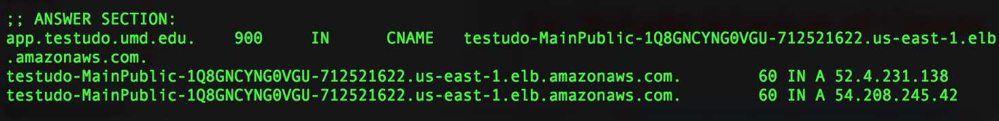 ;; ANSWER SECTION:
app.testudo.umd.edu. 900 IN CNAME testudo-MainPublic-1Q8GNCYNG0VGU-712521622.us-east-1.elb
.amazonaws.com.
testudo-MainPublic-1Q8GNCYNG0VGU-712521622.us-east-1.elb.amazonaws.com. 60 IN A 52.4.231.138
testudo-MainPublic-1Q8GNCYNG0VGU-712521622.us-east-1.elb.amazonaws.com. 60 IN A 54.208.245.42